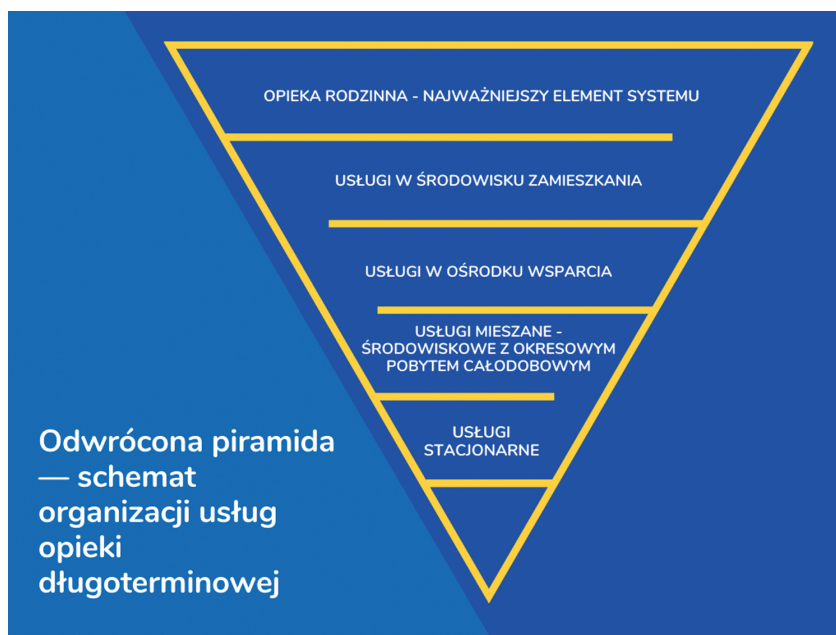 OPIEKA RODZINNA - NAJWAŻNIEJSZY ELEMENT SYSTEMU
USŁUGI W ŚRODOWISKU ZAMIESZKANIA
USŁUGI W OŚRODKU WSPARCIA
USŁUGI MIESZANE -
ŚRODOWISKOWE Z OKRESOWYM
POBYTEM CAŁODOBOWYM
USŁUGI
STACJONARNE
Odwrócona piramida
— schemat
organizacji usług
opieki
długoterminowej